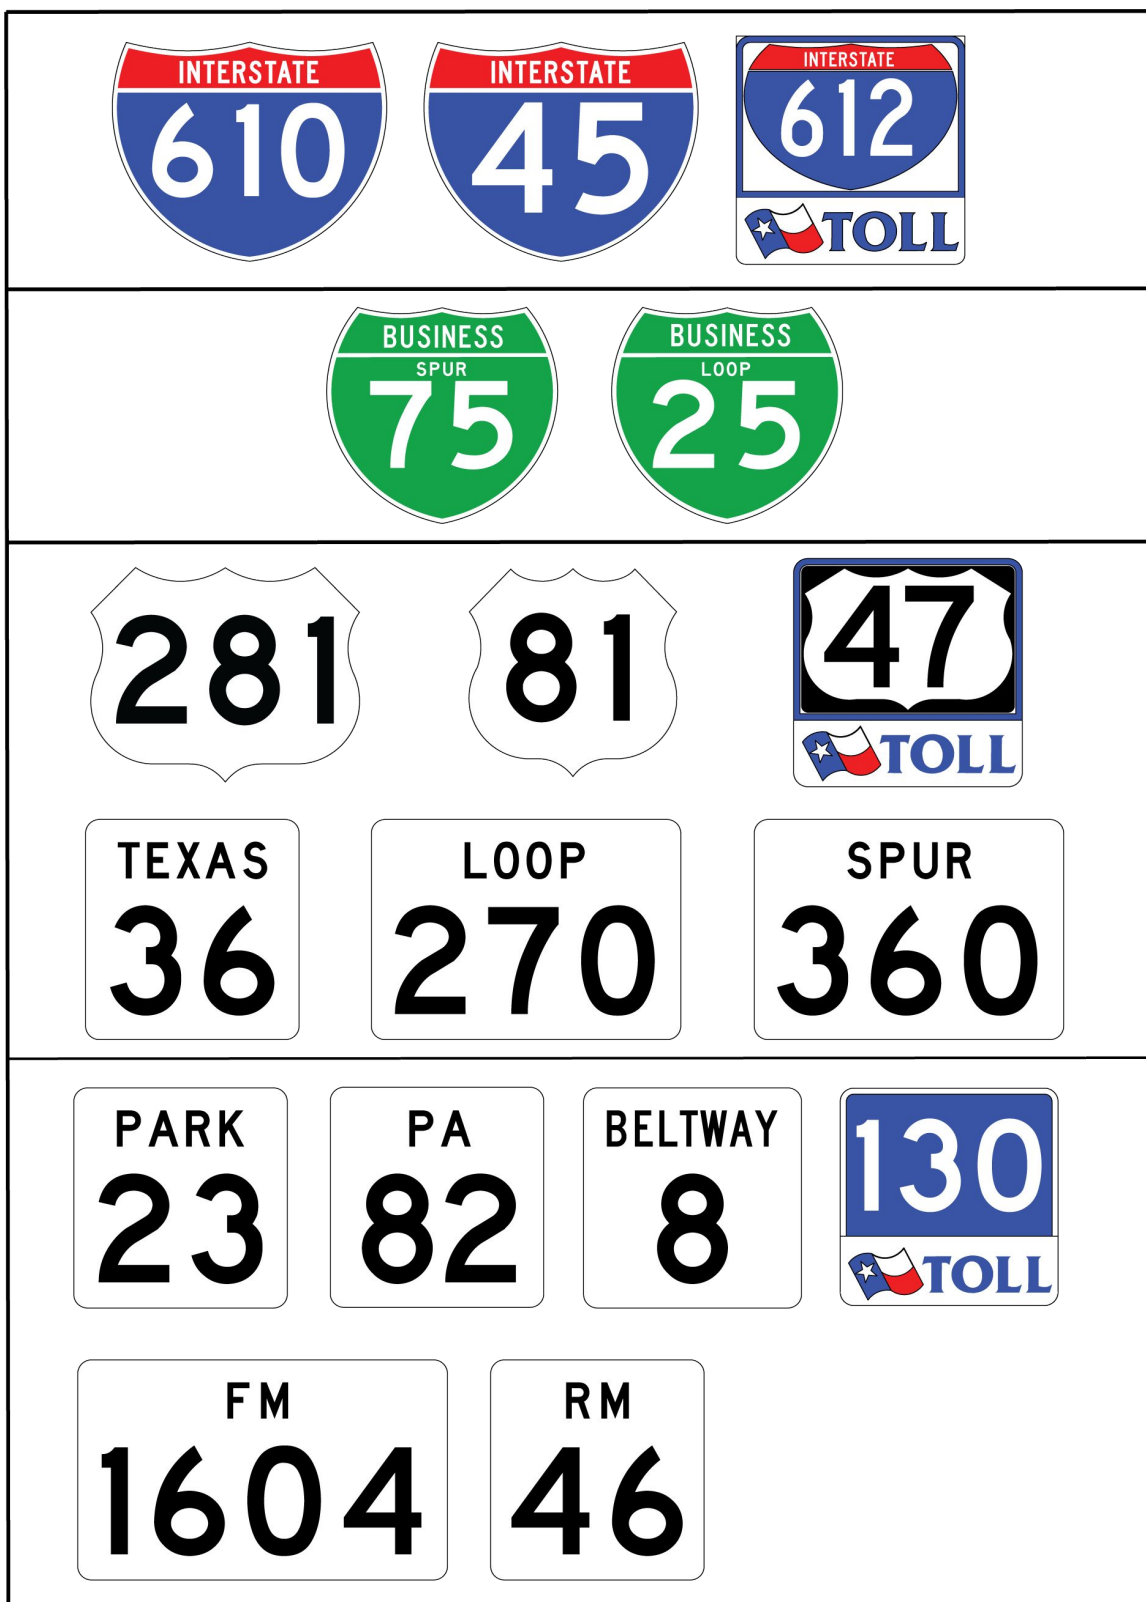 INTERSTATE
610
INTERSTATE
45
INTERSTATE
612
TOLL
BUSINESS
SPUR
75
BUSINESS
LOOP
25
281
81
47
TOLL
TEXAS
36
LOOP
270
SPUR
360
PARK
23
PA
82
BELTWAY
8
130
TOLL
FM
1604
RM
46